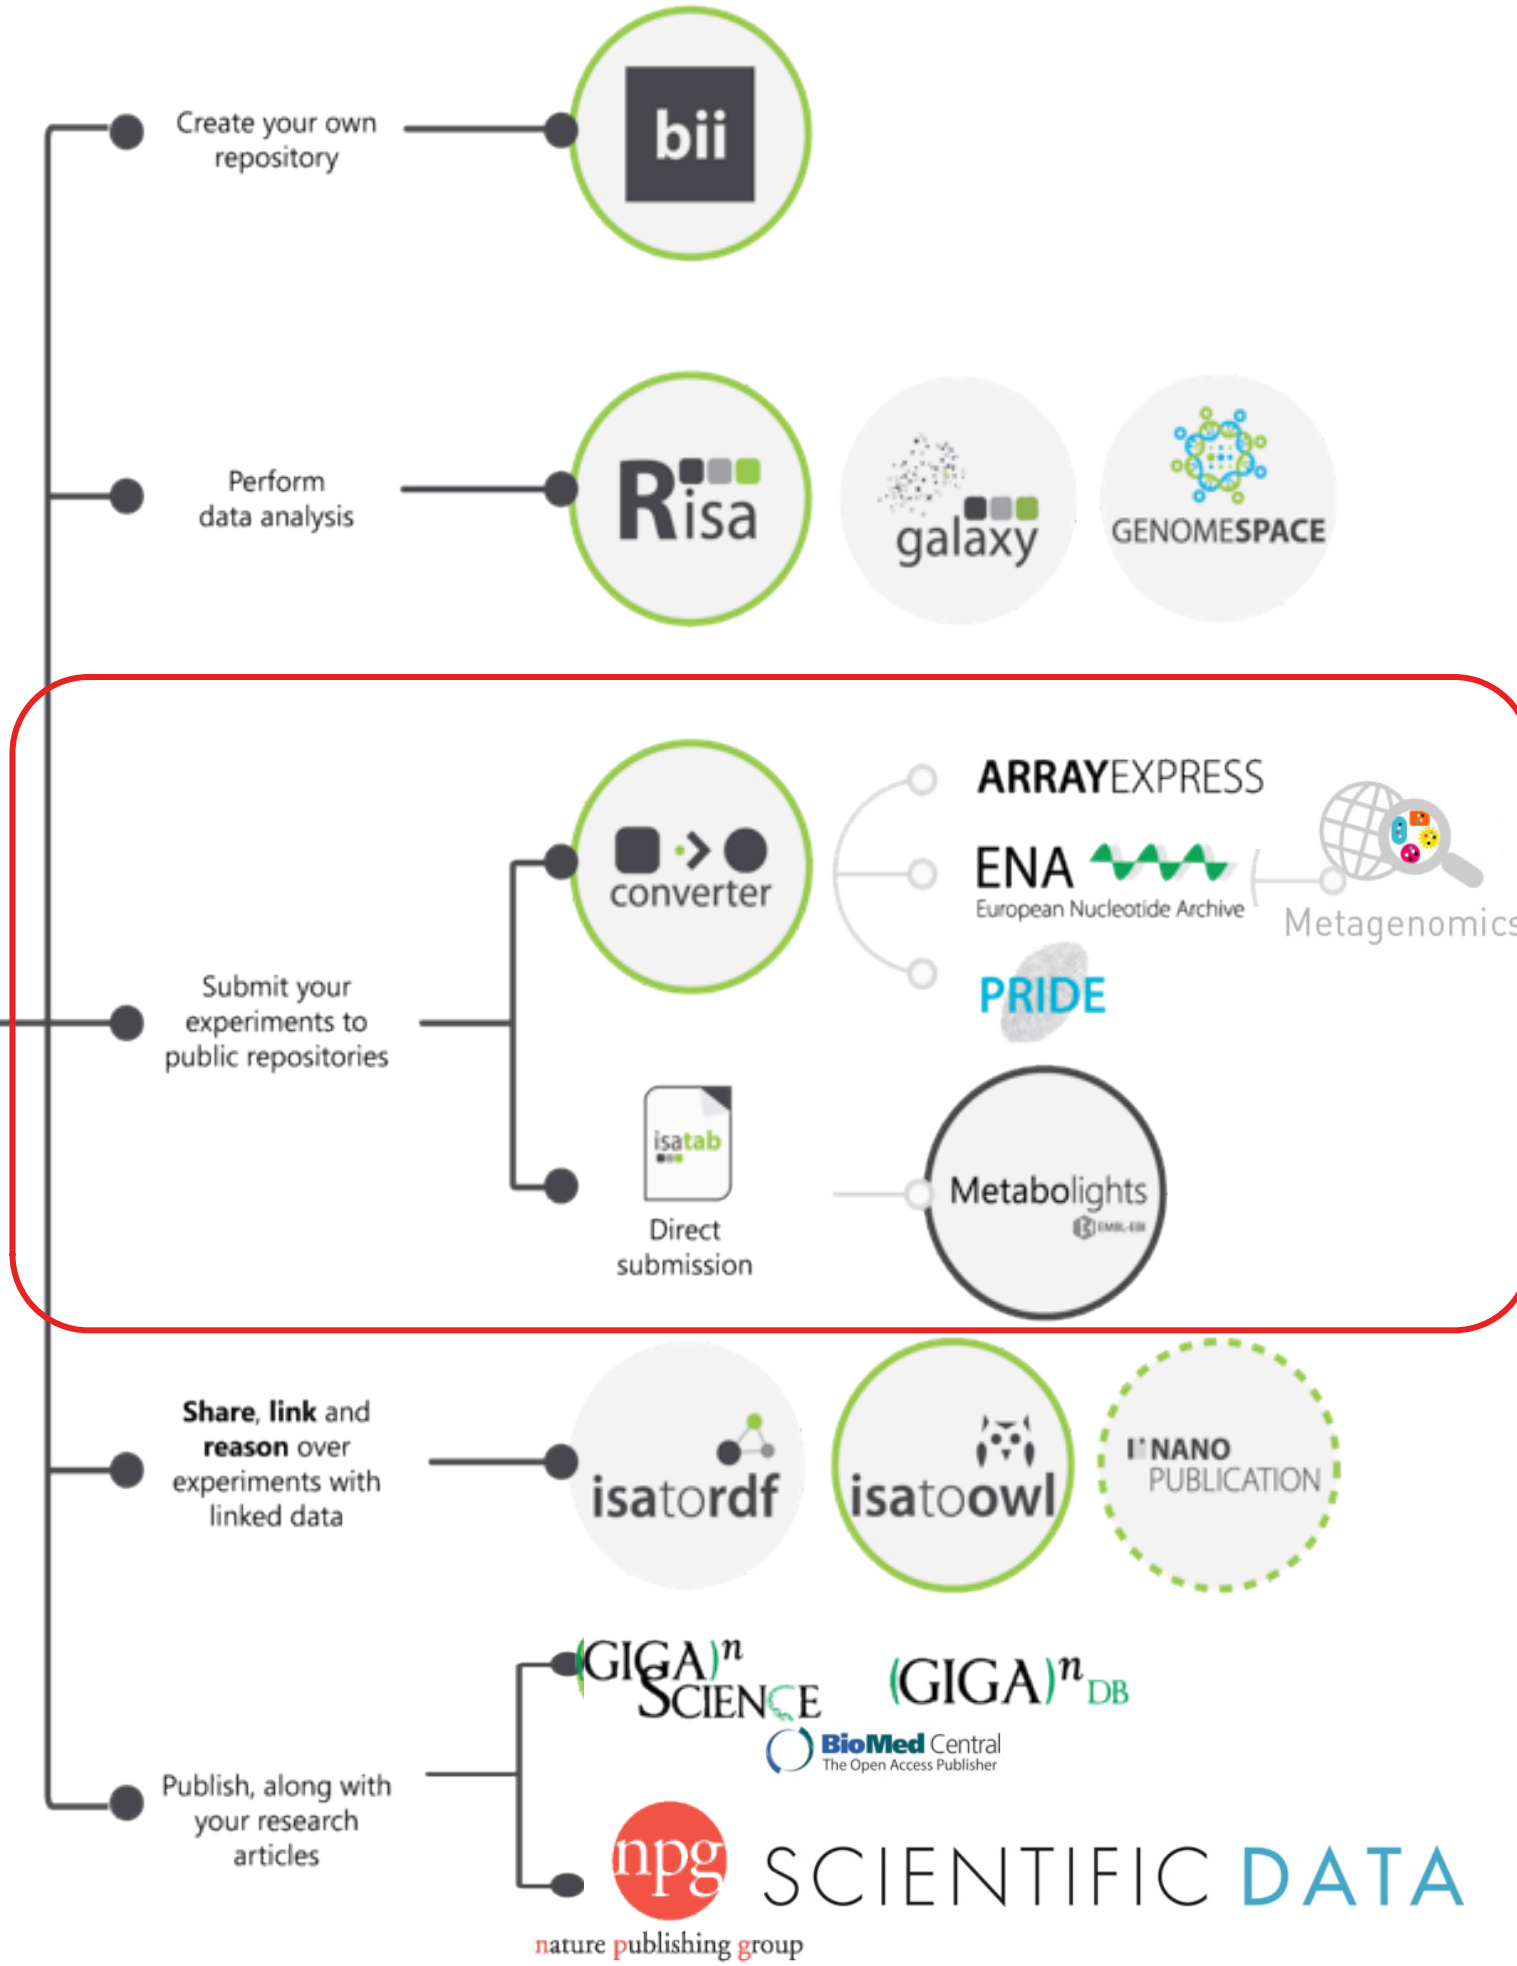 Create your own
repository
bii
Perform
data analysis
Risa
galaxy
GENOMESPACE
Submit your
experiments to
public repositories
converter
ARRAYEXPRESS
ENA
European Nucleotide Archive
Metagenomics
PRIDE
isatab
Direct
submission
Metabolights
EMBL-EBI
Share, link and
reason over
experiments with
linked data
isatordf
isatoowl
NANO
PUBLICATION
Publish, along with
your research
articles
(GIGA)n
SCIENCE
(GIGA)n DB
BioMed Central
The Open Access Publisher
npg
nature publishing group
SCIENTIFIC DATA